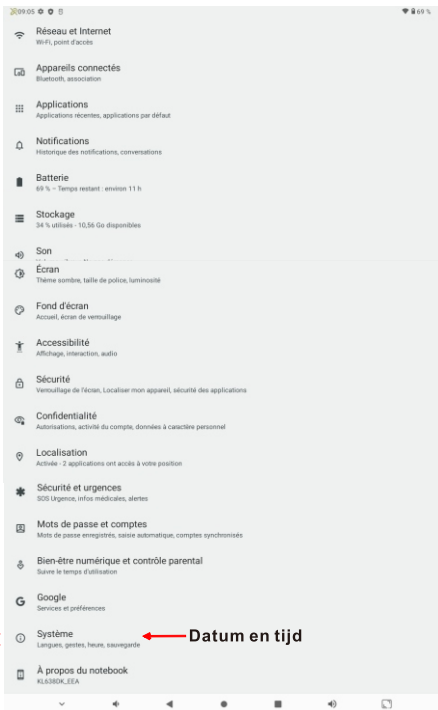 09:05
69 %
Réseau et Internet
Wi-Fi, point d'accès
Appareils connectés
Bluetooth, association
Applications
Applications récentes, applications par défaut
Notifications
Historique des notifications, conversations
Batterie
69 % – Temps restant : environ 11 h
Stockage
34 % utilisés - 10,56 Go disponibles
Son
Écran
Thème sombre, taille de police, luminosité
Fond d'écran
Accueil, écran de verrouillage
Accessibilité
Affichage, interaction, audio
Sécurité
Verrouillage de l'écran, Localiser mon appareil, sécurité des applications
Confidentialité
Autorisations, activité du compte, données à caractère personnel
Localisation
Activée - 2 applications ont accès à votre position
Sécurité et urgences
SOS Urgence, infos médicales, alertes
Mots de passe et comptes
Mots de passe enregistrés, saisie automatique, comptes synchronisés
Bien-être numérique et contrôle parental
Suivre le temps d'utilisation
Google
Services et préférences
Système
Langues, gestes, heure, sauvegarde
Datum en tijd
À propos du notebook
KL638DK_EEA